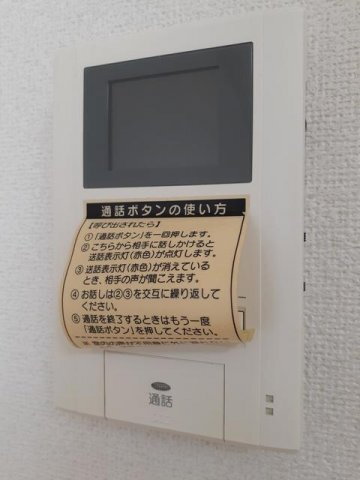 通話ボタンの使い方
【呼び出されたら】
①「通話ボタン」を一回押します。
②こちらから相手に話しかけると
送話表示灯(赤色)が点灯します。
③送話表示灯(赤色)が消えている
とき、相手の声が聞こえます。
④お話しは②③を交互に繰り返して
ください。
⑤通話を終了するときはもう一度
「通話ボタン」を押してください。
通話